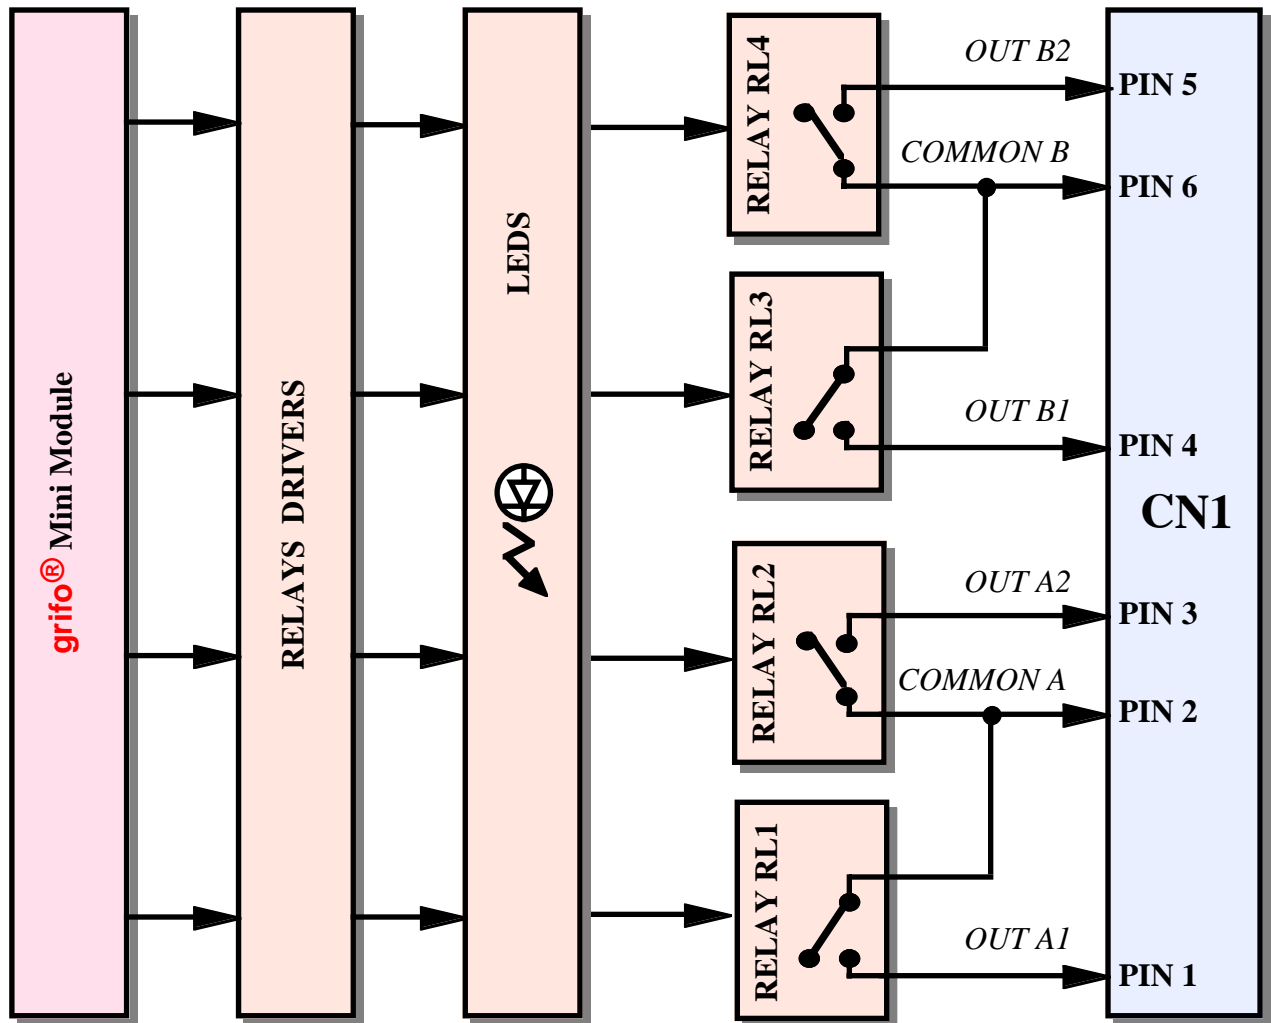 grifo® Mini Module
RELAYS DRIVERS
LEDS
RELAY RL4
OUT B2
PIN 5
COMMON B
PIN 6
RELAY RL3
OUT B1
PIN 4
CN1
RELAY RL2
OUT A2
PIN 3
COMMON A
PIN 2
RELAY RL1
OUT A1
PIN 1